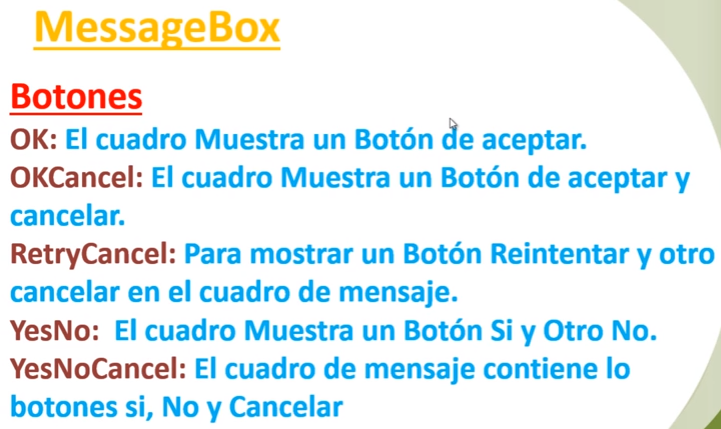 MessageBox
Botones
OK: El cuadro Muestra un Botón de aceptar.
OKCancel: El cuadro Muestra un Botón de aceptar y
cancelar.
RetryCancel: Para mostrar un Botón Reintentar y otro
cancelar en el cuadro de mensaje.
YesNo: El cuadro Muestra un Botón Si y Otro No.
YesNoCancel: El cuadro de mensaje contiene lo
botones si, No y Cancelar